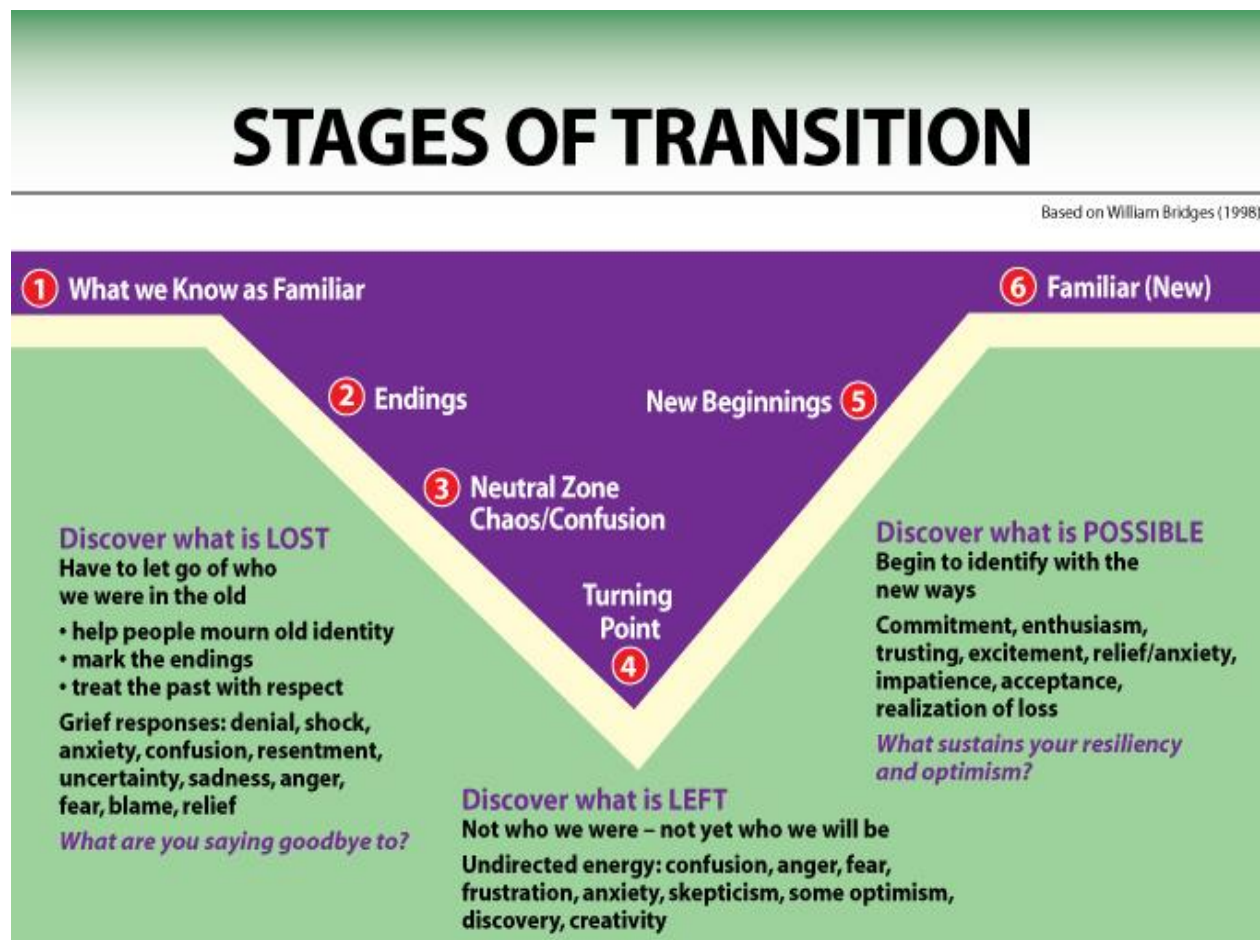 STAGES OF TRANSITION
Based on William Bridges (1998)
1 What we Know as Familiar
6 Familiar (New)
2 Endings
New Beginnings 5
3 Neutral Zone
Chaos/Confusion
Turning
Point
4
Discover what is LOST
Have to let go of who
we were in the old
• help people mourn old identity
• mark the endings
• treat the past with respect
Grief responses: denial, shock,
anxiety, confusion, resentment,
uncertainty, sadness, anger,
fear, blame, relief
What are you saying goodbye to?
Discover what is LEFT
Not who we were – not yet who we will be
Undirected energy: confusion, anger, fear,
frustration, anxiety, skepticism, some optimism,
discovery, creativity
Discover what is POSSIBLE
Begin to identify with the
new ways
Commitment, enthusiasm,
trusting, excitement, relief/anxiety,
impatience, acceptance,
realization of loss
What sustains your resiliency
and optimism?